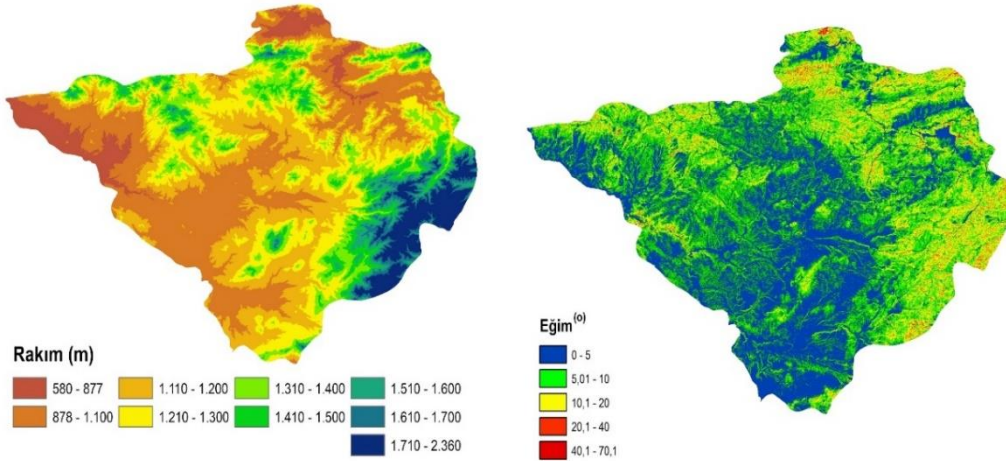 Rakım (m)
580 - 877
878 - 1.100
1.110 - 1.200
1.210 - 1.300
1.310 - 1.400
1.410 - 1.500
1.510 - 1.600
1.610 - 1.700
1.710 - 2.360
Eğim(o)
0 - 5
5,01 - 10
10,1 - 20
20,1 - 40
40,1 - 70,1